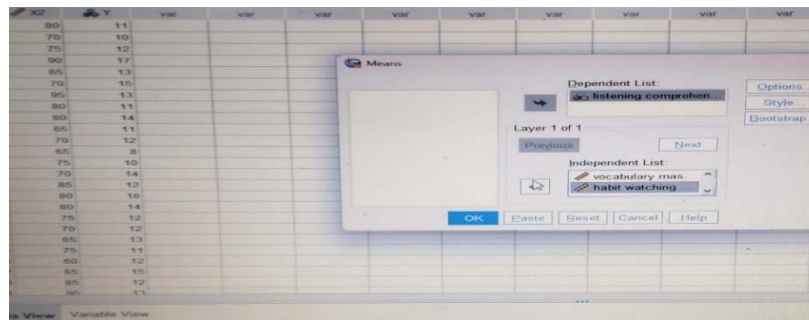 X2 Y var var var var var var var var
80 11
70 10
75 12
90 17
65 13
70 15
95 13
80 11
60 14
65 11
70 12
65 8
75 10
70 14
85 12
80 16
80 14
75 12
70 12
65 13
75 11
60 12
65 15
85 12
90
Means
Dependent List:
listening comprehen...
Options...
Style...
Bootstrap
Layer 1 of 1
Previous Next
Independent List:
vocabulary mas...
habit watching ...
OK Paste Reset Cancel Help
View Variable View